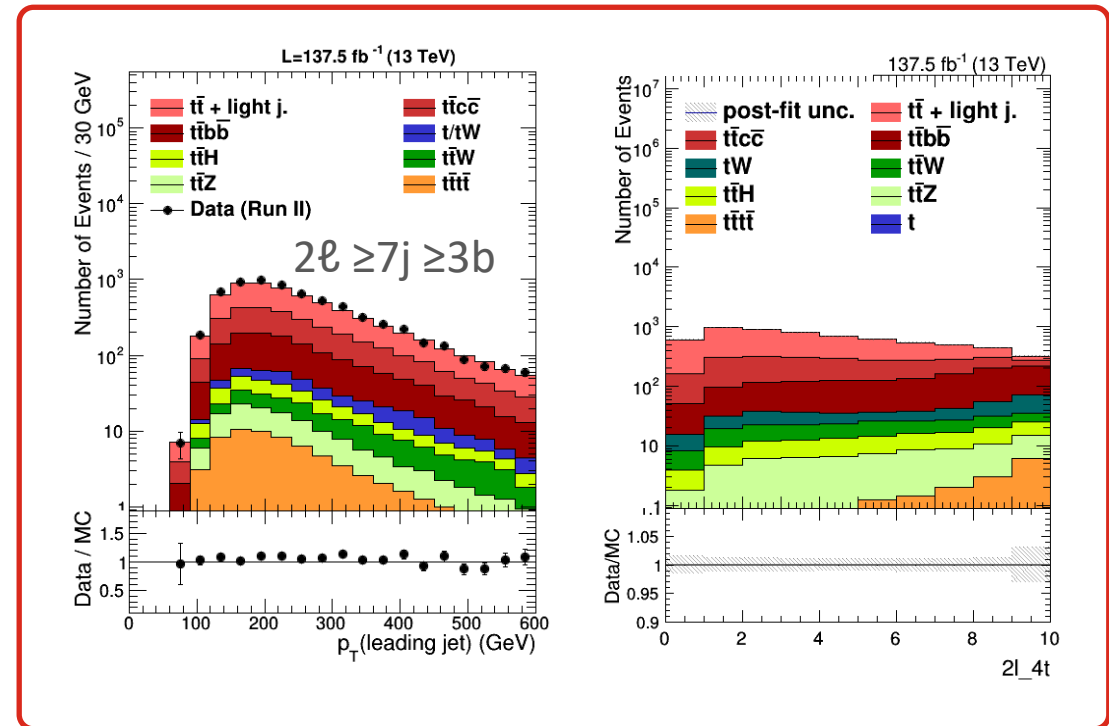 L=137.5 fb⁻¹ (13 TeV)
Number of Events / 30 GeV
tt̄ + light j.
tt̄cc̄
tt̄bb̄
t/tW
tt̄H
tt̄W
tt̄Z
tt̄tt̄
Data (Run II)
2ℓ ≥7j ≥3b
10⁵
10⁴
10³
10²
10
1
Data / MC
1.5
1
0.5
0 100 200 300 400 500 600
p_T(leading jet) (GeV)
137.5 fb⁻¹ (13 TeV)
Number of Events
post-fit unc.
tt̄ + light j.
tt̄cc̄
tt̄bb̄
tW
tt̄W
tt̄H
tt̄Z
tt̄tt̄
t
10⁷
10⁶
10⁵
10⁴
10³
10²
10
1
Data/MC
1.1
1.05
1
0.95
0.9
0 2 4 6 8 10
2l_4t